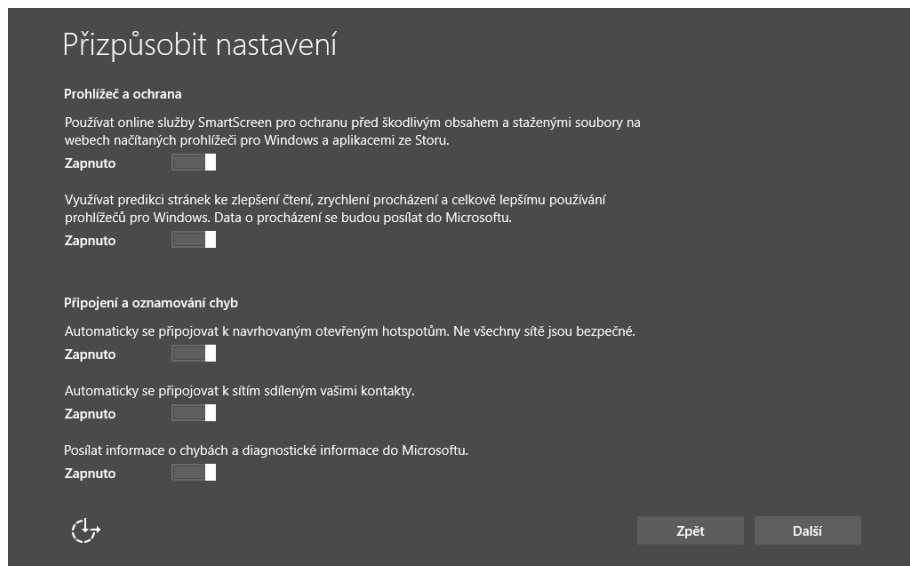 Přizpůsobit nastavení
Prohlížeč a ochrana
Používat online služby SmartScreen pro ochranu před škodlivým obsahem a staženými soubory na
webech načítaných prohlížeči pro Windows a aplikacemi ze Storu.
Zapnuto
Využívat predikci stránek ke zlepšení čtení, zrychlení procházení a celkově lepšímu používání
prohlížečů pro Windows. Data o procházení se budou posílat do Microsoftu.
Zapnuto
Připojení a oznamování chyb
Automaticky se připojovat k navrhovaným otevřeným hotspotům. Ne všechny sítě jsou bezpečné.
Zapnuto
Automaticky se připojovat k sítím sdíleným vašimi kontakty.
Zapnuto
Posílat informace o chybách a diagnostické informace do Microsoftu.
Zapnuto
Zpět
Další